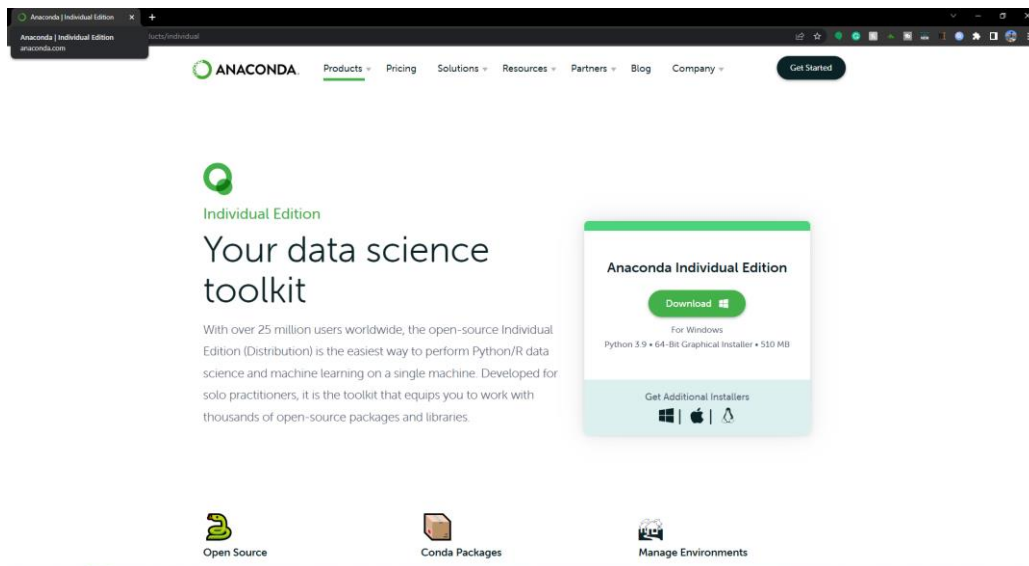 Anaconda | Individual Edition
Anaconda | Individual Edition
anaconda.com
ducts/individual
ANACONDA.
Products
Pricing
Solutions
Resources
Partners
Blog
Company
Get Started
Individual Edition
Your data science
toolkit
With over 25 million users worldwide, the open-source Individual
Edition (Distribution) is the easiest way to perform Python/R data
science and machine learning on a single machine. Developed for
solo practitioners, it is the toolkit that equips you to work with
thousands of open-source packages and libraries.
Anaconda Individual Edition
Download
For Windows
Python 3.9 • 64-Bit Graphical Installer • 510 MB
Get Additional Installers
| |
Open Source
Conda Packages
Manage Environments